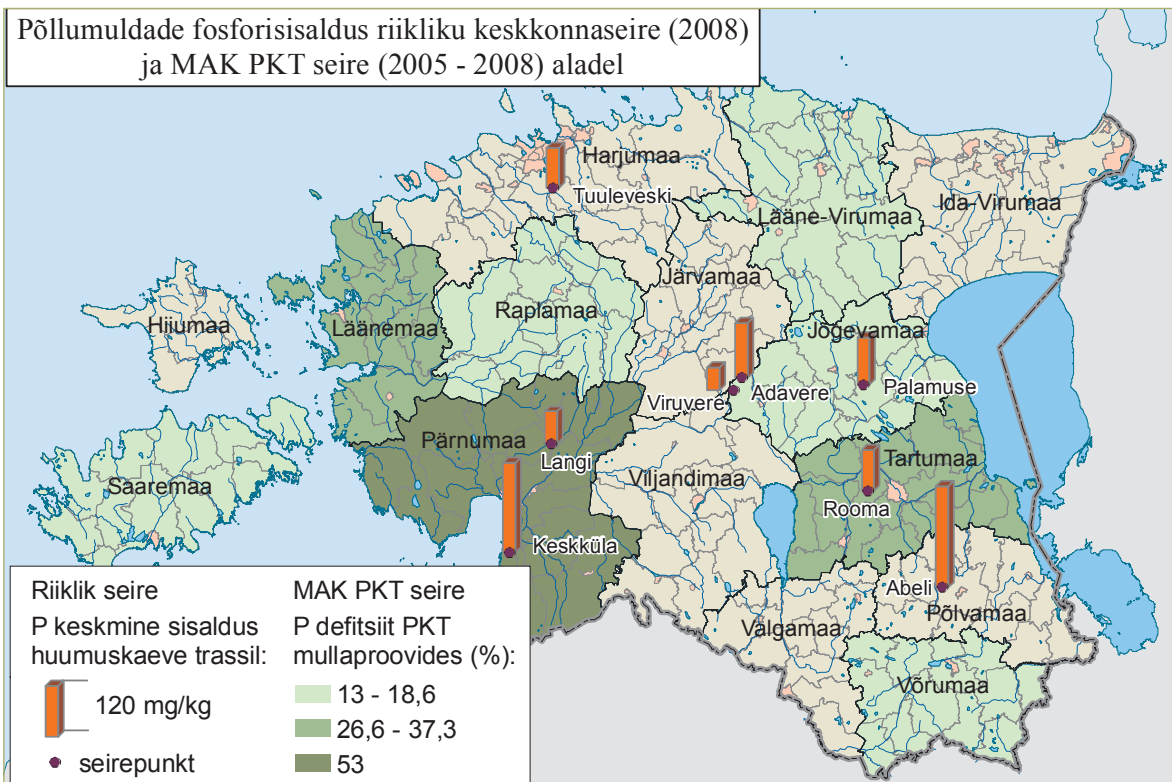 Põllumuldade fosforisisaldus riikliku keskkonnaseire (2008)
ja MAK PKT seire (2005 - 2008) aladel
Harjumaa
Tuuleveski
Lääne-Virumaa
Ida-Virumaa
Järvamaa
Raplamaa
Hiiumaa
Läänemaa
Jõgevamaa
Viruvere
Adavere
Palamuse
Pärnumaa
Langi
Tartumaa
Saaremaa
Viljandimaa
Rooma
Keskküla
Abeli
Põlvamaa
Valgamaa
Võrumaa
Riiklik seire
P keskmine sisaldus
huumuskaeve trassil:
120 mg/kg
seirepunkt
MAK PKT seire
P defitsiit PKT
mullaproovides (%):
13 - 18,6
26,6 - 37,3
53